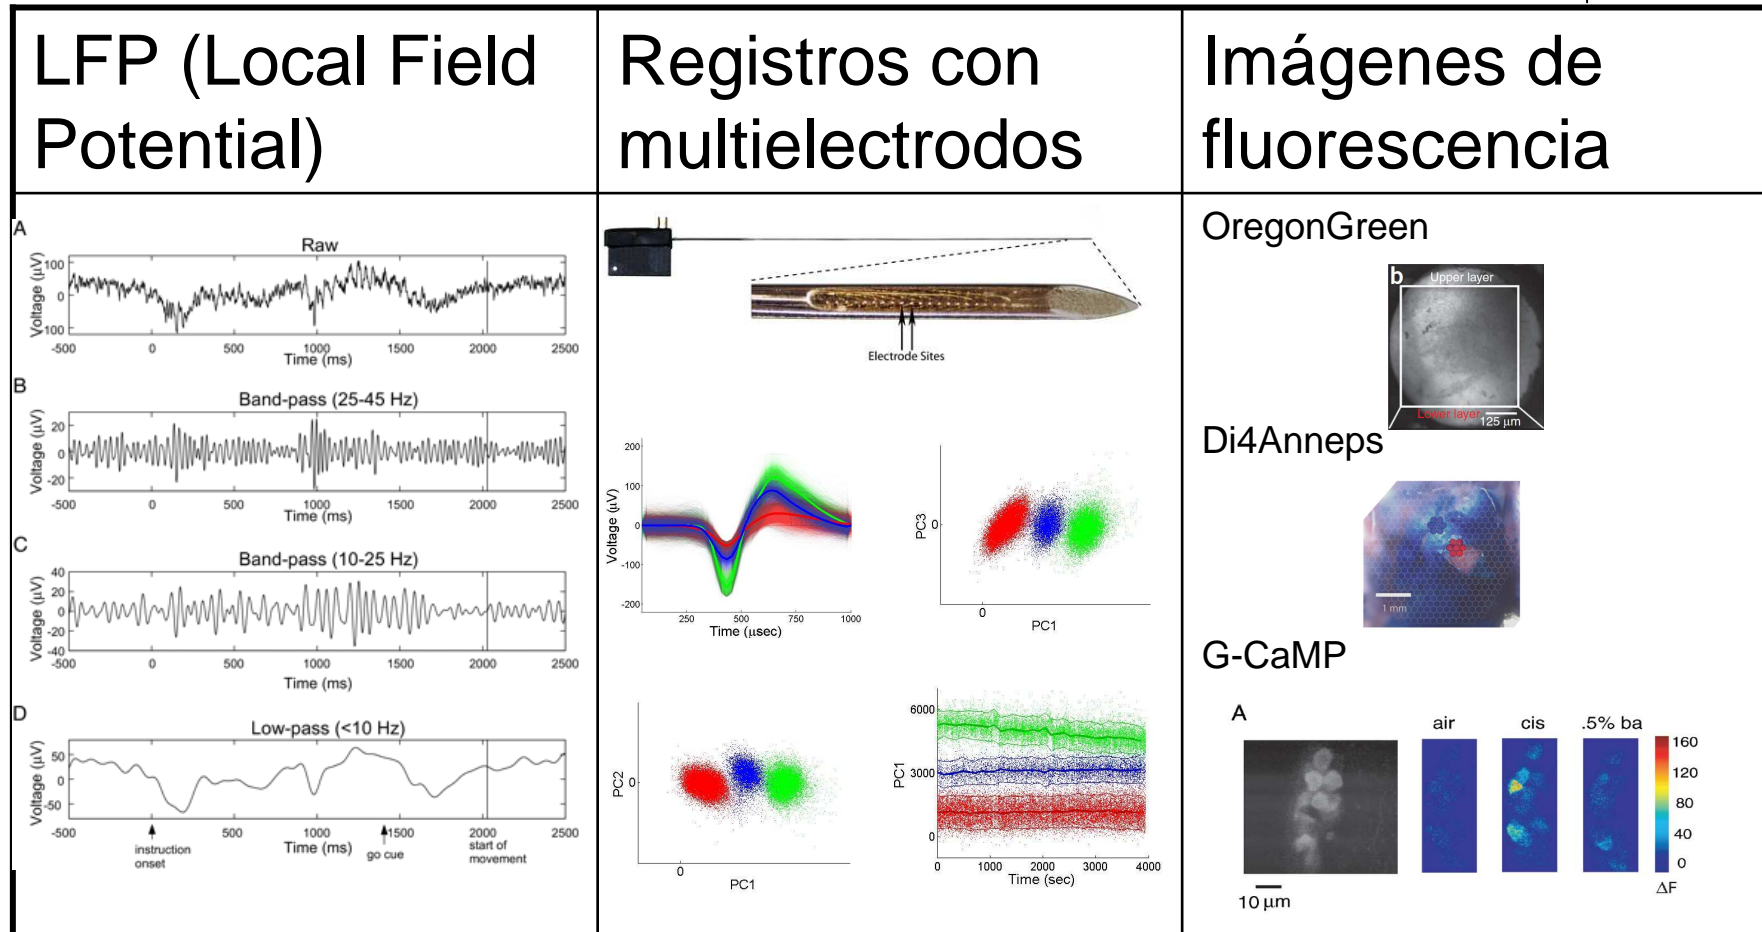 LFP (Local Field
Potential)
Registros con
multielectrodos
Imágenes de
fluorescencia
A
Raw
Voltage (µV)
100
0
100
-500 0 500 1000 1500 2000 2500
Time (ms)
B
Band-pass (25-45 Hz)
Voltage (µV)
20
0
-20
-500 0 500 1000 1500 2000 2500
Time (ms)
C
Band-pass (10-25 Hz)
Voltage (µV)
40
20
0
-20
-40
-500 0 500 1000 1500 2000 2500
Time (ms)
D
Low-pass (<10 Hz)
Voltage (µV)
50
0
-50
-500 0 500 1000 1500 2000 2500
Time (ms)
instruction
onset
go cue
start of
movement
Electrode Sites
Voltage (µV)
200
100
0
-100
-200
250 500 750 1000
Time (µsec)
PC3
0
0
PC1
PC2
0
0
PC1
PC1
6000
3000
0
0 1000 2000 3000 4000
Time (sec)
OregonGreen
b
Upper layer
Lower layer
125 µm
Di4Anneps
1 mm
G-CaMP
A
air cis .5% ba
160
120
80
40
0
ΔF
10 µm